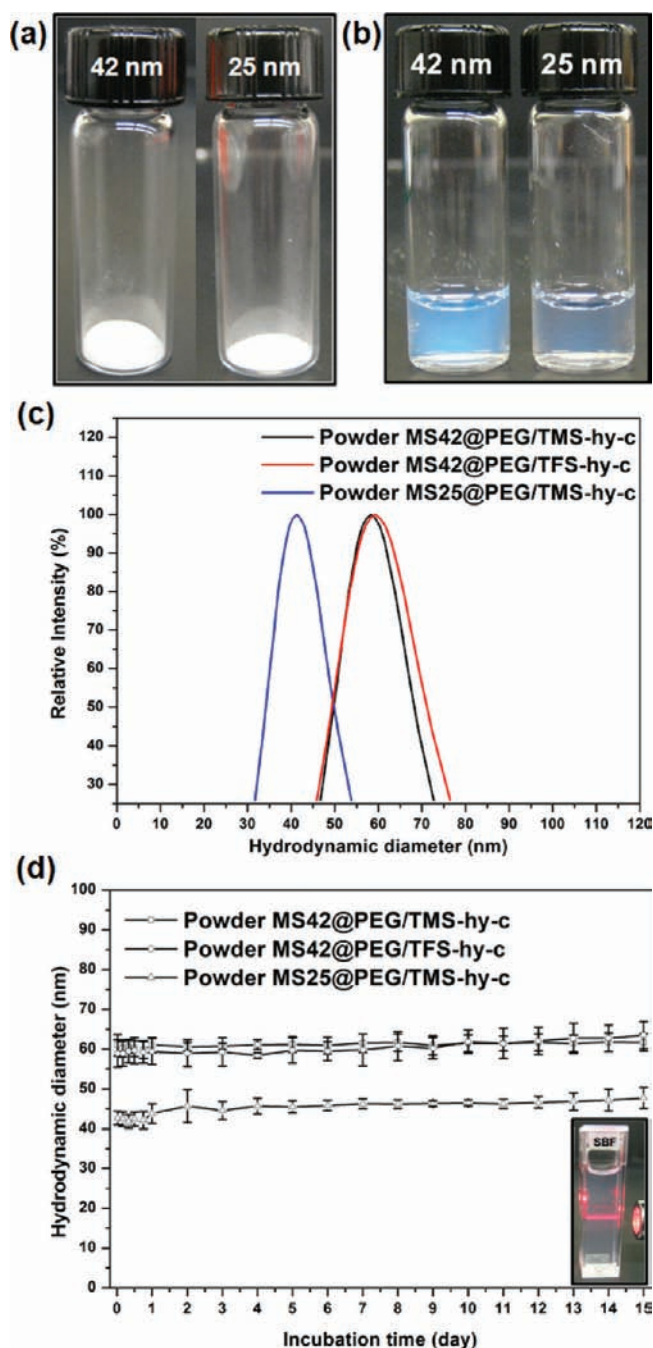 (a)
42 nm
25 nm
(b)
42 nm
25 nm
(c)
120
110
100
90
80
70
60
50
40
30
Relative Intensity (%)
Powder MS42@PEG/TMS-hy-c
Powder MS42@PEG/TFS-hy-c
Powder MS25@PEG/TMS-hy-c
0 10 20 30 40 50 60 70 80 90 100 110 120
Hydrodynamic diameter (nm)
(d)
100
90
80
70
60
50
40
30
20
10
0
Hydrodynamic diameter (nm)
Powder MS42@PEG/TMS-hy-c
Powder MS42@PEG/TFS-hy-c
Powder MS25@PEG/TMS-hy-c
SBF
0 1 2 3 4 5 6 7 8 9 10 11 12 13 14 15
Incubation time (day)